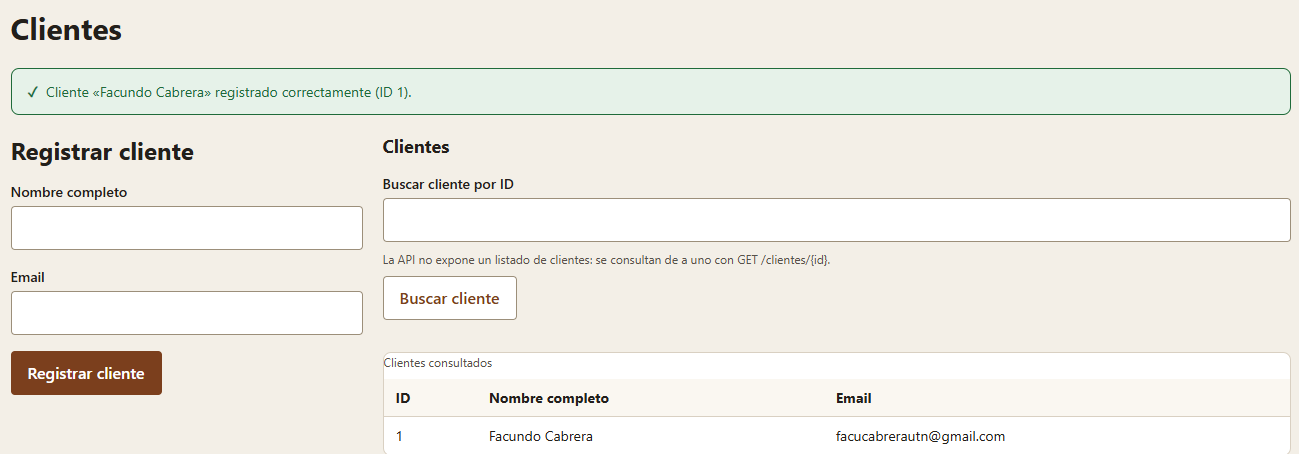 Clientes
✓ Cliente «Facundo Cabrera» registrado correctamente (ID 1).
Registrar cliente
Nombre completo
Email
Registrar cliente
Clientes
Buscar cliente por ID
La API no expone un listado de clientes: se consultan de a uno con GET /clientes/{id}.
Buscar cliente
Clientes consultados
ID Nombre completo Email
1 Facundo Cabrera facucabrerautn@gmail.com